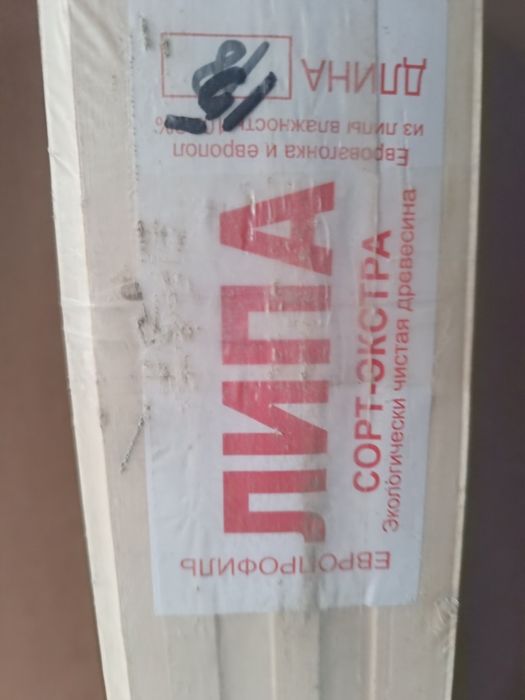 ЕВРОПРОФИЛЬ
ЛИПА
СОРТ-ЭКСТРА
Экологически чистая древесина
Евровагонка и европол
из липы влажность
ДЛИНА